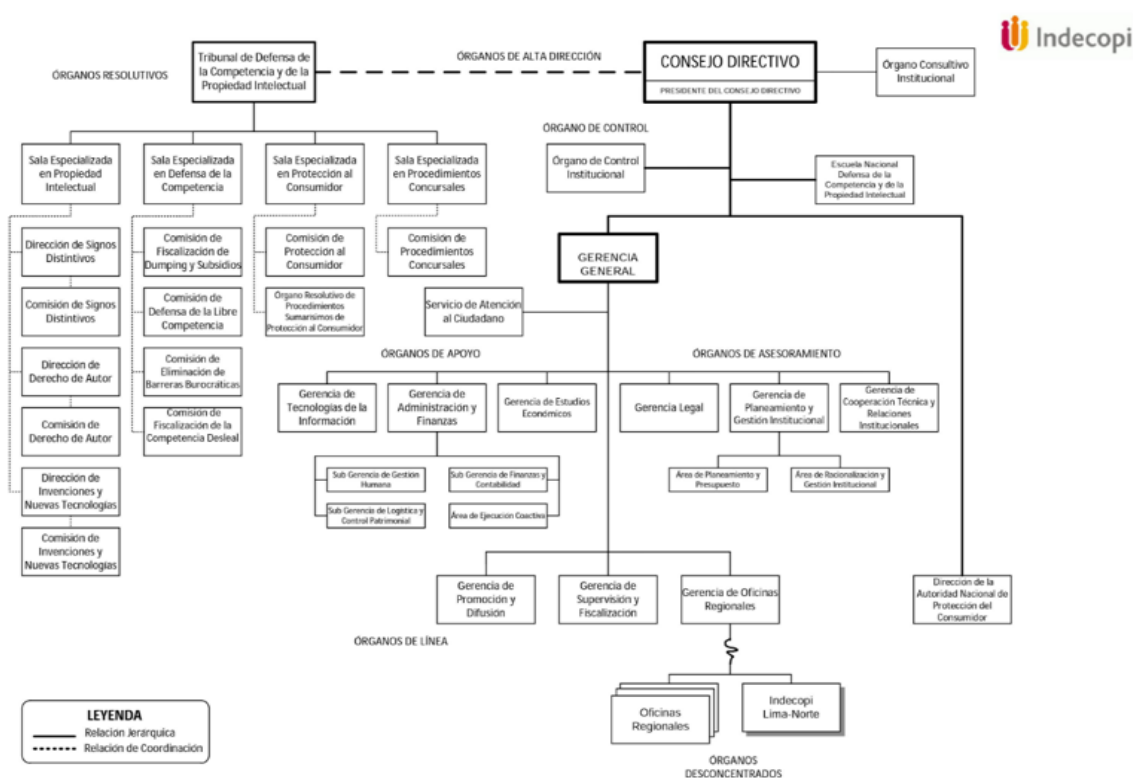 Indecopi
ÓRGANOS RESOLUTIVOS
Tribunal de Defensa de
la Competencia y de la
Propiedad Intelectual
ÓRGANOS DE ALTA DIRECCIÓN
CONSEJO DIRECTIVO
PRESIDENTE DEL CONSEJO DIRECTIVO
Órgano Consultivo
Institucional
ÓRGANO DE CONTROL
Órgano de Control
Institucional
Escuela Nacional
Defensa de la
Competencia y de la
Propiedad Intelectual
Sala Especializada
en Propiedad
Intelectual
Sala Especializada
en Defensa de la
Competencia
Sala Especializada
en Protección al
Consumidor
Sala Especializada
en Procedimientos
Concursales
Dirección de Signos
Distintivos
Comisión de Signos
Distintivos
Dirección de
Derecho de Autor
Comisión de
Derecho de Autor
Dirección de
Invenciones y
Nuevas Tecnologías
Comisión de
Invenciones y
Nuevas Tecnologías
Comisión de
Fiscalización de
Dumping y Subsidios
Comisión de
Defensa de la Libre
Competencia
Comisión de
Eliminación de
Barreras Burocráticas
Comisión de
Fiscalización de la
Competencia Desleal
Comisión de
Protección al
Consumidor
Órgano Resolutivo de
Procedimientos
Sumarísimos de
Protección al Consumidor
Comisión de
Procedimientos
Concursales
GERENCIA
GENERAL
Servicio de Atención
al Ciudadano
ÓRGANOS DE APOYO
ÓRGANOS DE ASESORAMIENTO
Gerencia de
Tecnologías de la
Información
Gerencia de
Administración y
Finanzas
Gerencia de Estudios
Económicos
Gerencia Legal
Gerencia de
Planeamiento y
Gestión Institucional
Gerencia de
Cooperación Técnica y
Relaciones
Institucionales
Sub Gerencia de Gestión
Humana
Sub Gerencia de Finanzas y
Contabilidad
Sub Gerencia de Logística y
Control Patrimonial
Área de Ejecución Coactiva
Área de Planeamiento y
Presupuesto
Área de Racionalización y
Gestión Institucional
Gerencia de
Promoción y
Difusión
Gerencia de
Supervisión y
Fiscalización
Gerencia de Oficinas
Regionales
Dirección de la
Autoridad Nacional de
Protección del
Consumidor
ÓRGANOS DE LÍNEA
Oficinas
Regionales
Indecopi
Lima-Norte
ÓRGANOS
DESCONCENTRADOS
LEYENDA
Relacion Jerarquica
Relación de Coordinación